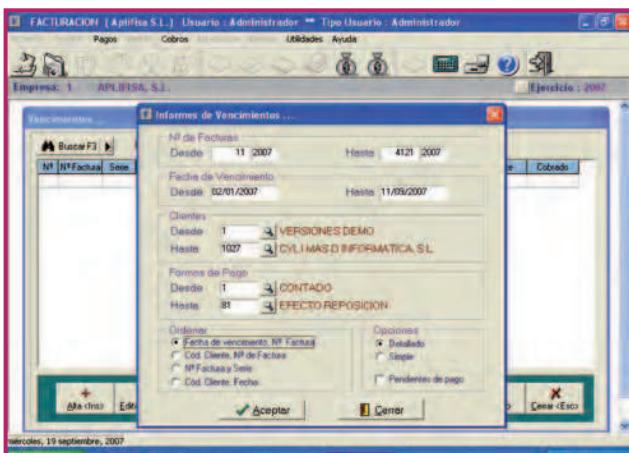 FACTURACION ( Aplifisa S.L.) Usuario : Administrador ** Tipo Usuario : Administrador
Pagos Cobros Utilidades Ayuda
Empresa: 1 APLIFISA, S.L. Ejercicio : 2007
Vencimientos ...
Informes de Vencimientos ...
Buscar F3
Nº NºFactura Serie Cobrado
Nº de Facturas
Desde 11 2007 Hasta 4121 2007
Fecha de Vencimiento
Desde 02/01/2007 Hasta 11/09/2007
Clientes
Desde 1 VERSIONES DEMO
Hasta 1027 CYLIMAS D INFORMATICA, S.L.
Formas de Pago
Desde 1 CONTADO
Hasta 81 EFECTO REPOSICION
Ordenar Opciones
Fecha de vencimiento, Nº Factura Detallado
Cód. Cliente, Nº de Factura Simple
Nº Factura y Serie
Cód. Cliente, Fecha Pendientes de pago
Alta <Ins> Cerrar <Esc>
Aceptar Cerrar
miércoles, 19 septiembre, 2007